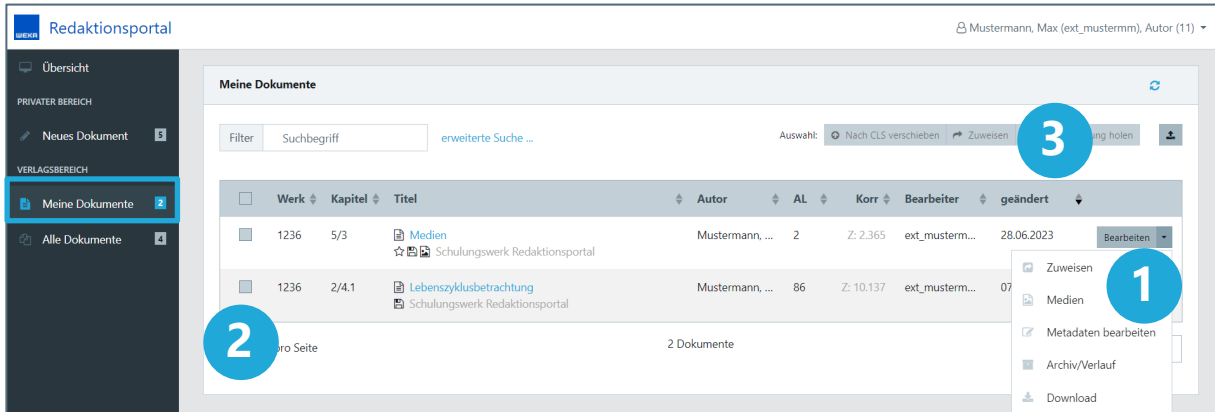 WEKA Redaktionsportal
Mustermann, Max (ext_mustermm), Autor (11)
Übersicht
PRIVATER BEREICH
Neues Dokument 5
VERLAGSBEREICH
Meine Dokumente 2
Alle Dokumente 4
Meine Dokumente
Filter Suchbegriff erweiterte Suche ...
Auswahl: Nach CLS verschieben Zuweisen holen
3
Werk Kapitel Titel Autor AL Korr Bearbeiter geändert
1236 5/3 Medien Mustermann, ... 2 Z: 2.365 ext_musterm... 28.06.2023 Bearbeiten
Schulungswerk Redaktionsportal
1236 2/4.1 Lebenszyklusbetrachtung Mustermann, ... 86 Z: 10.137 ext_musterm... 07
Schulungswerk Redaktionsportal
2
pro Seite 2 Dokumente
Zuweisen
1
Medien
Metadaten bearbeiten
Archiv/Verlauf
Download